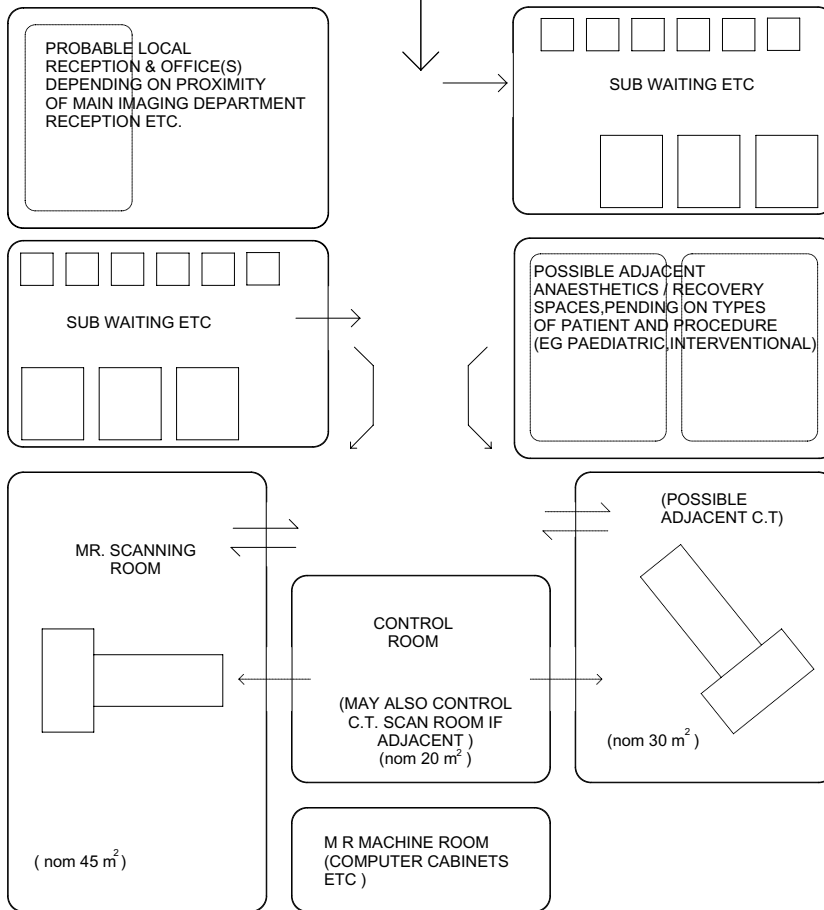 PROBABLE LOCAL
RECEPTION & OFFICE(S)
DEPENDING ON PROXIMITY
OF MAIN IMAGING DEPARTMENT
RECEPTION ETC.
SUB WAITING ETC
SUB WAITING ETC
POSSIBLE ADJACENT
ANAESTHETICS / RECOVERY
SPACES,PENDING ON TYPES
OF PATIENT AND PROCEDURE
(EG PAEDIATRIC,INTERVENTIONAL)
MR. SCANNING
ROOM
( nom 45 m²)
CONTROL
ROOM
(MAY ALSO CONTROL
C.T. SCAN ROOM IF
ADJACENT )
(nom 20 m² )
(POSSIBLE
ADJACENT C.T)
(nom 30 m² )
M R MACHINE ROOM
(COMPUTER CABINETS
ETC )